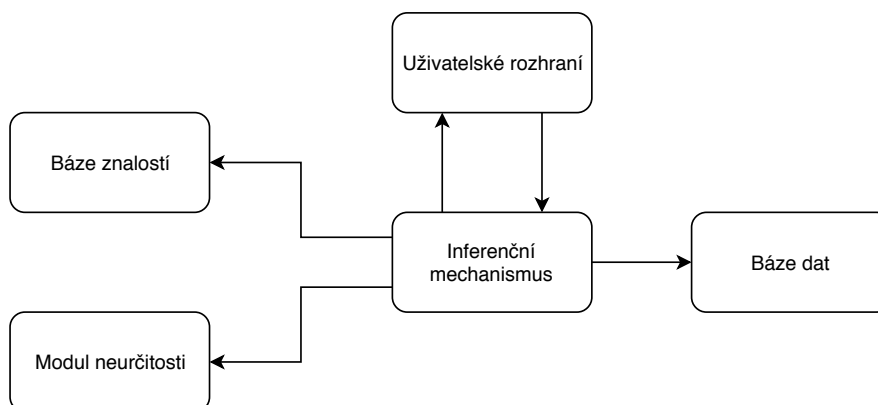 Uživatelské rozhraní
Báze znalostí
Inferenční
mechanismus
Báze dat
Modul neurčitosti